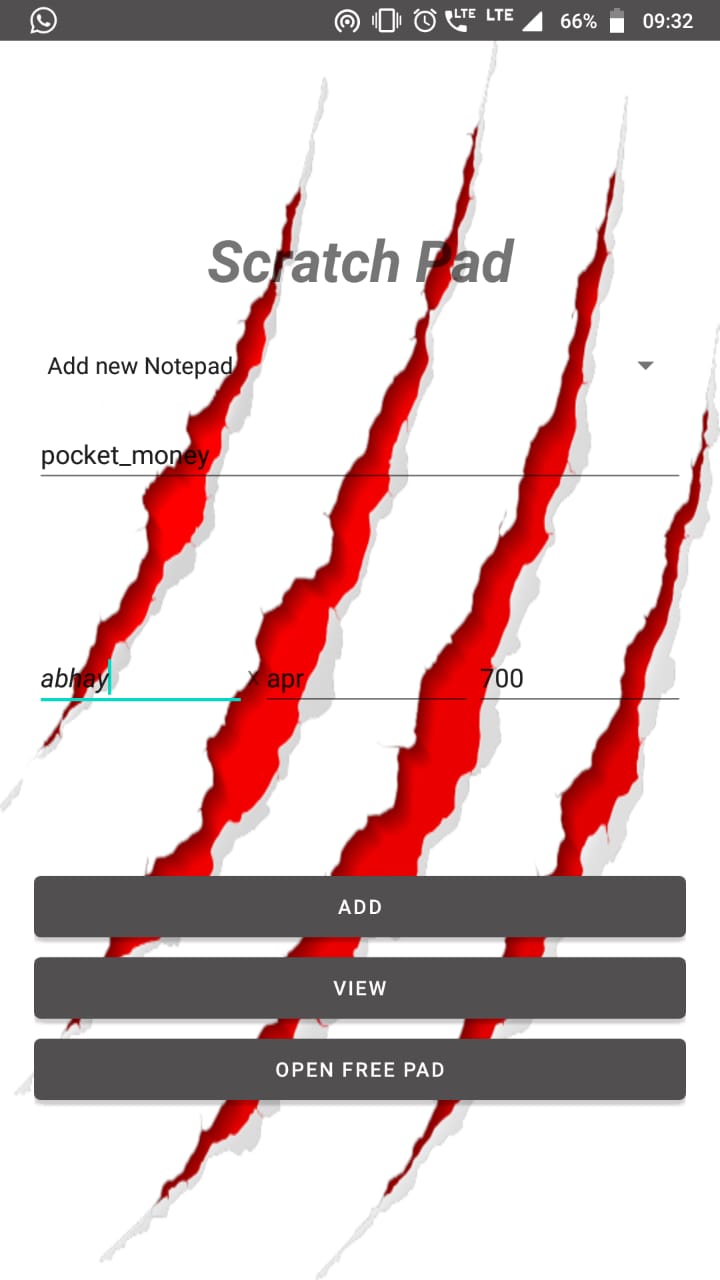 LTE LTE 66% 09:32
Scratch Pad
Add new Notepad
pocket_money
abhay x apr 700
ADD
VIEW
OPEN FREE PAD